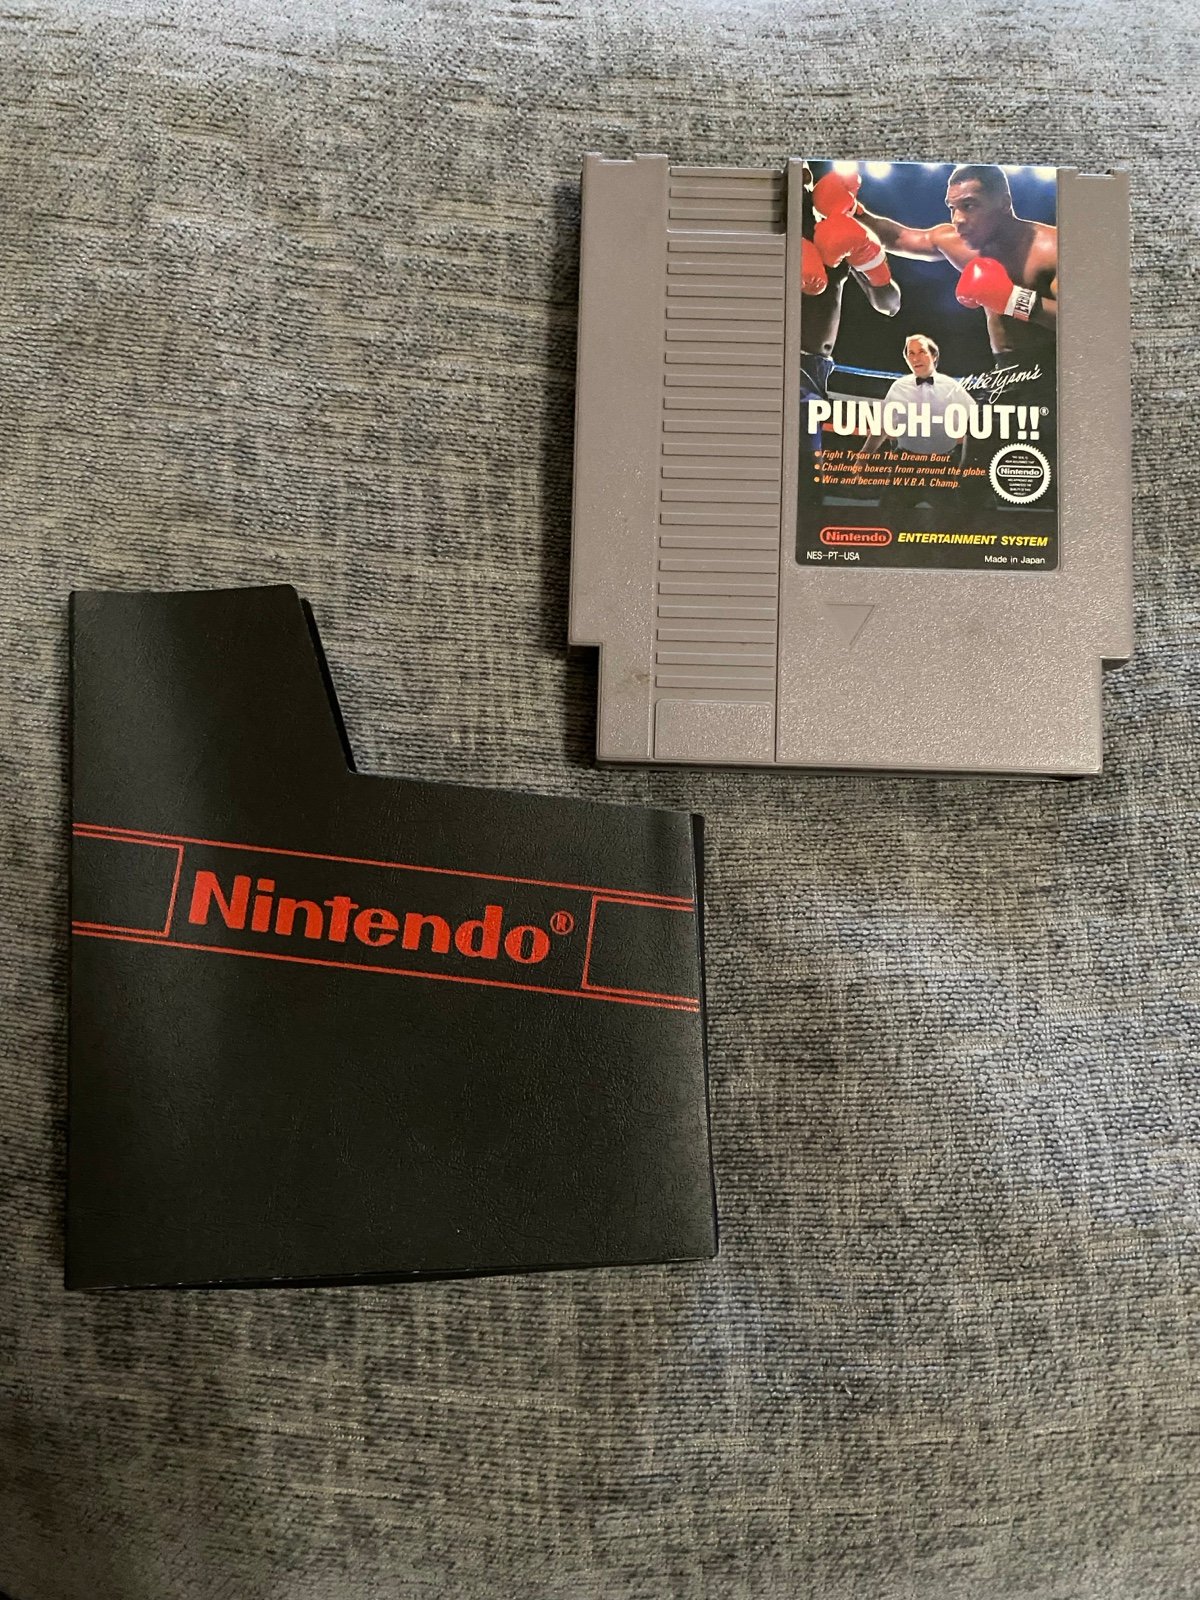 Mike Tyson's
PUNCH-OUT!!®
• Fight Tyson in The Dream Bout.
• Challenge boxers from around the globe.
• Win and become W.V.B.A. Champ.
Nintendo
Nintendo ENTERTAINMENT SYSTEM
NES-PT-USA
Made in Japan
Nintendo®